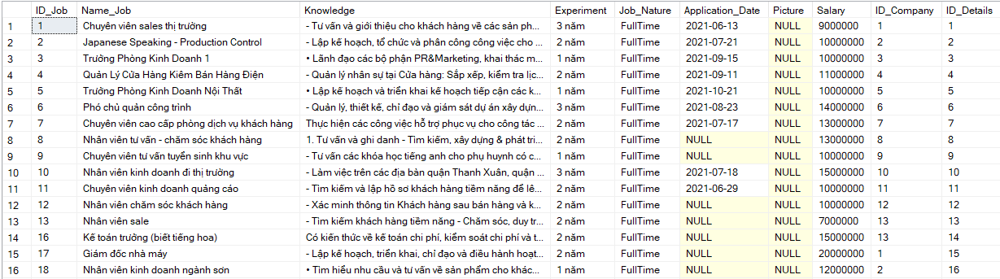 ID_Job Name_Job Knowledge Experiment Job_Nature Application_Date Picture Salary ID_Company ID_Details
1 1 Chuyên viên sales thị trường - Tư vấn và giới thiệu cho khách hàng về các sản ph... 3 năm FullTime 2021-06-13 NULL 9000000 1 1
2 2 Japanese Speaking - Production Control - Lập kế hoạch, tổ chức và phân công công việc cho ... 2 năm FullTime 2021-07-21 NULL 10000000 2 2
3 3 Trưởng Phòng Kinh Doanh 1 • Lãnh đạo các bộ phận PR&Marketing, khai thác m... 1 năm FullTime 2021-09-15 NULL 10000000 3 3
4 4 Quản Lý Cửa Hàng Kiêm Bán Hàng Điện - Quản lý nhân sự tại Cửa hàng: Sắp xếp, kiểm tra lịc... 2 năm FullTime 2021-09-11 NULL 11000000 4 4
5 5 Trưởng Phòng Kinh Doanh Nội Thất • Lập kế hoạch và triển khai kế hoạch tiếp cận các k... 1 năm FullTime 2021-10-21 NULL 10000000 5 5
6 6 Phó chủ quản công trình - Quản lý, thiết kế, chỉ đạo và giám sát dự án xây dựn... 3 năm FullTime 2021-08-23 NULL 14000000 6 6
7 7 Chuyên viên cao cấp phòng dịch vụ khách hàng Thực hiện các công việc hỗ trợ phục vụ cho công tác ... 2 năm FullTime 2021-07-17 NULL 13000000 7 7
8 8 Nhân viên tư vấn - chăm sóc khách hàng 1. Tư vấn và ghi danh - Tìm kiếm, xây dựng & phát tri... 2 năm FullTime NULL NULL 13000000 8 8
9 9 Chuyên viên tư vấn tuyển sinh khu vực - Tư vấn các khóa học tiếng anh cho phụ huynh có c... 1 năm FullTime NULL NULL 10000000 9 9
10 10 Nhân viên kinh doanh đi thị trường - Làm việc trên các địa bàn quận Thanh Xuân, quận ... 3 năm FullTime 2021-07-18 NULL 15000000 10 10
11 11 Chuyên viên kinh doanh quảng cáo - Tìm kiếm và lập hồ sơ khách hàng tiềm năng để lê... 1 năm FullTime 2021-06-29 NULL 10000000 11 11
12 12 Nhân viên chăm sóc khách hàng - Xác minh thông tin Khách hàng sau bán hàng và k... 2 năm FullTime NULL NULL 10000000 12 12
13 13 Nhân viên sale - Tìm kiếm khách hàng tiềm năng - Chăm sóc, duy tr... 1 năm FullTime NULL NULL 7000000 13 13
14 16 Kế toán trưởng (biết tiếng hoa) Có kiến thức về kế toán chi phí, kiểm soát chi phí và t... 2 năm FullTime NULL NULL 15000000 13 14
15 17 Giám đốc nhà máy - Lập kế hoạch, triển khai, chỉ đạo và điều hành hoạt... 2 năm FullTime NULL NULL 20000000 1 15
16 18 Nhân viên kinh doanh ngành sơn • Tìm hiểu nhu cầu và tư vấn về sản phẩm cho khác... 1 năm FullTime NULL NULL 12000000 2 16